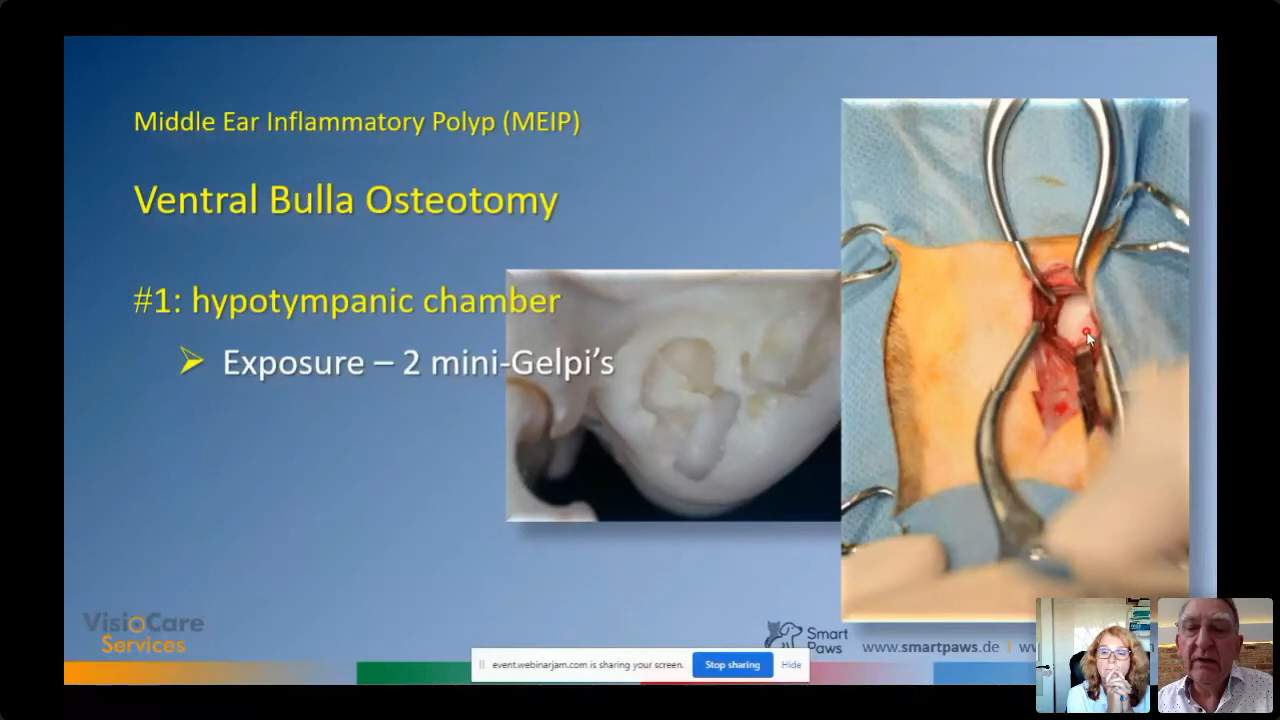 Middle Ear Inflammatory Polyp (MEIP)
Ventral Bulla Osteotomy
#1: hypotympanic chamber
Exposure – 2 mini-Gelpi's
VisioCare
Services
Smart
Paws
www.smartpaws.de
event.webinarjam.com is sharing your screen.
Stop sharing
Hide